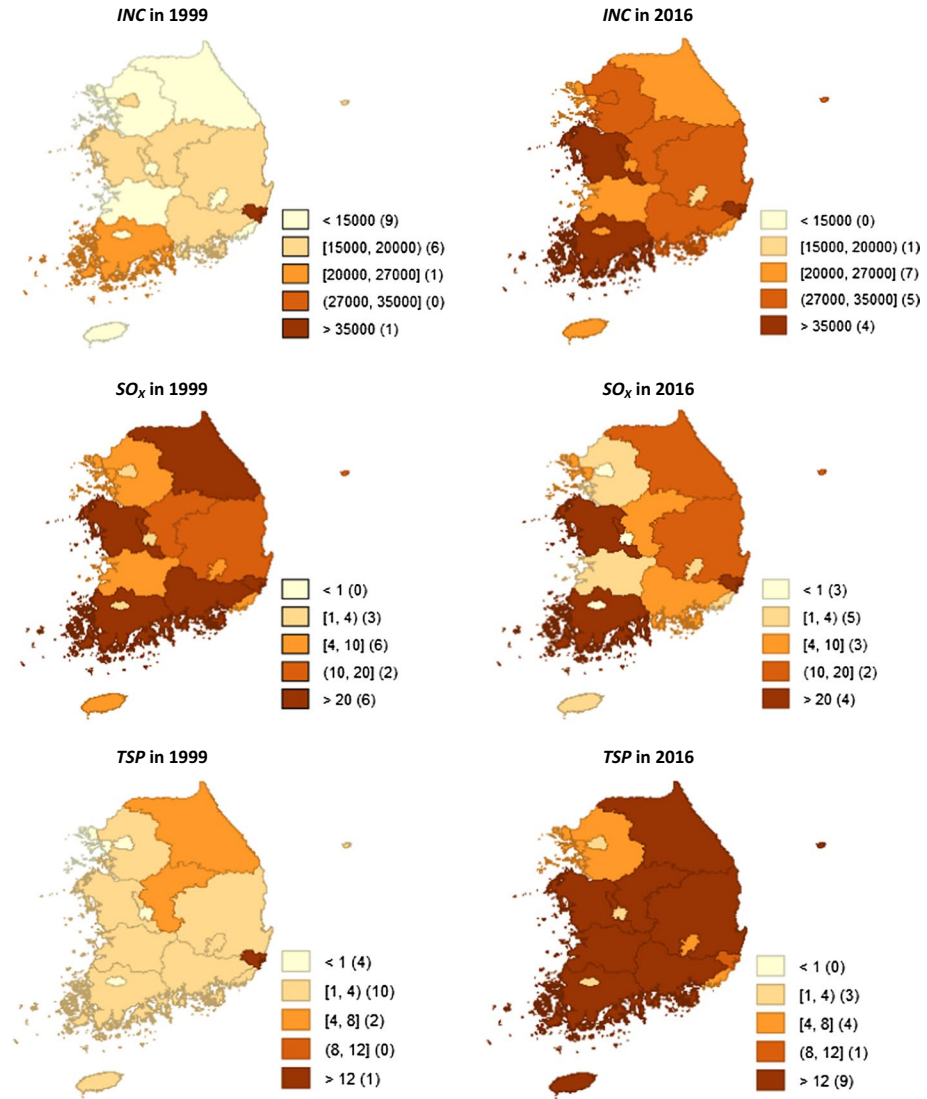 INC in 1999
INC in 2016
< 15000 (9)
[15000, 20000) (6)
[20000, 27000] (1)
(27000, 35000] (0)
> 35000 (1)
< 15000 (0)
[15000, 20000) (1)
[20000, 27000] (7)
(27000, 35000] (5)
> 35000 (4)
SOX in 1999
SOX in 2016
< 1 (0)
[1, 4) (3)
[4, 10] (6)
(10, 20] (2)
> 20 (6)
< 1 (3)
[1, 4) (5)
[4, 10] (3)
(10, 20] (2)
> 20 (4)
TSP in 1999
TSP in 2016
< 1 (4)
[1, 4) (10)
[4, 8] (2)
(8, 12] (0)
> 12 (1)
< 1 (0)
[1, 4) (3)
[4, 8] (4)
(8, 12] (1)
> 12 (9)